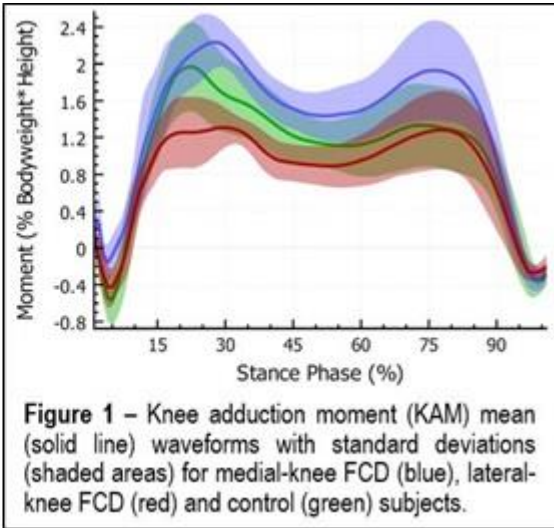 2.4
2
1.6
1.2
0.8
0.4
0
-0.4
-0.8
Moment (% Bodyweight* Height)
15 30 45 60 75 90
Stance Phase (%)
Figure 1 – Knee adduction moment (KAM) mean
(solid line) waveforms with standard deviations
(shaded areas) for medial-knee FCD (blue), lateral-
knee FCD (red) and control (green) subjects.